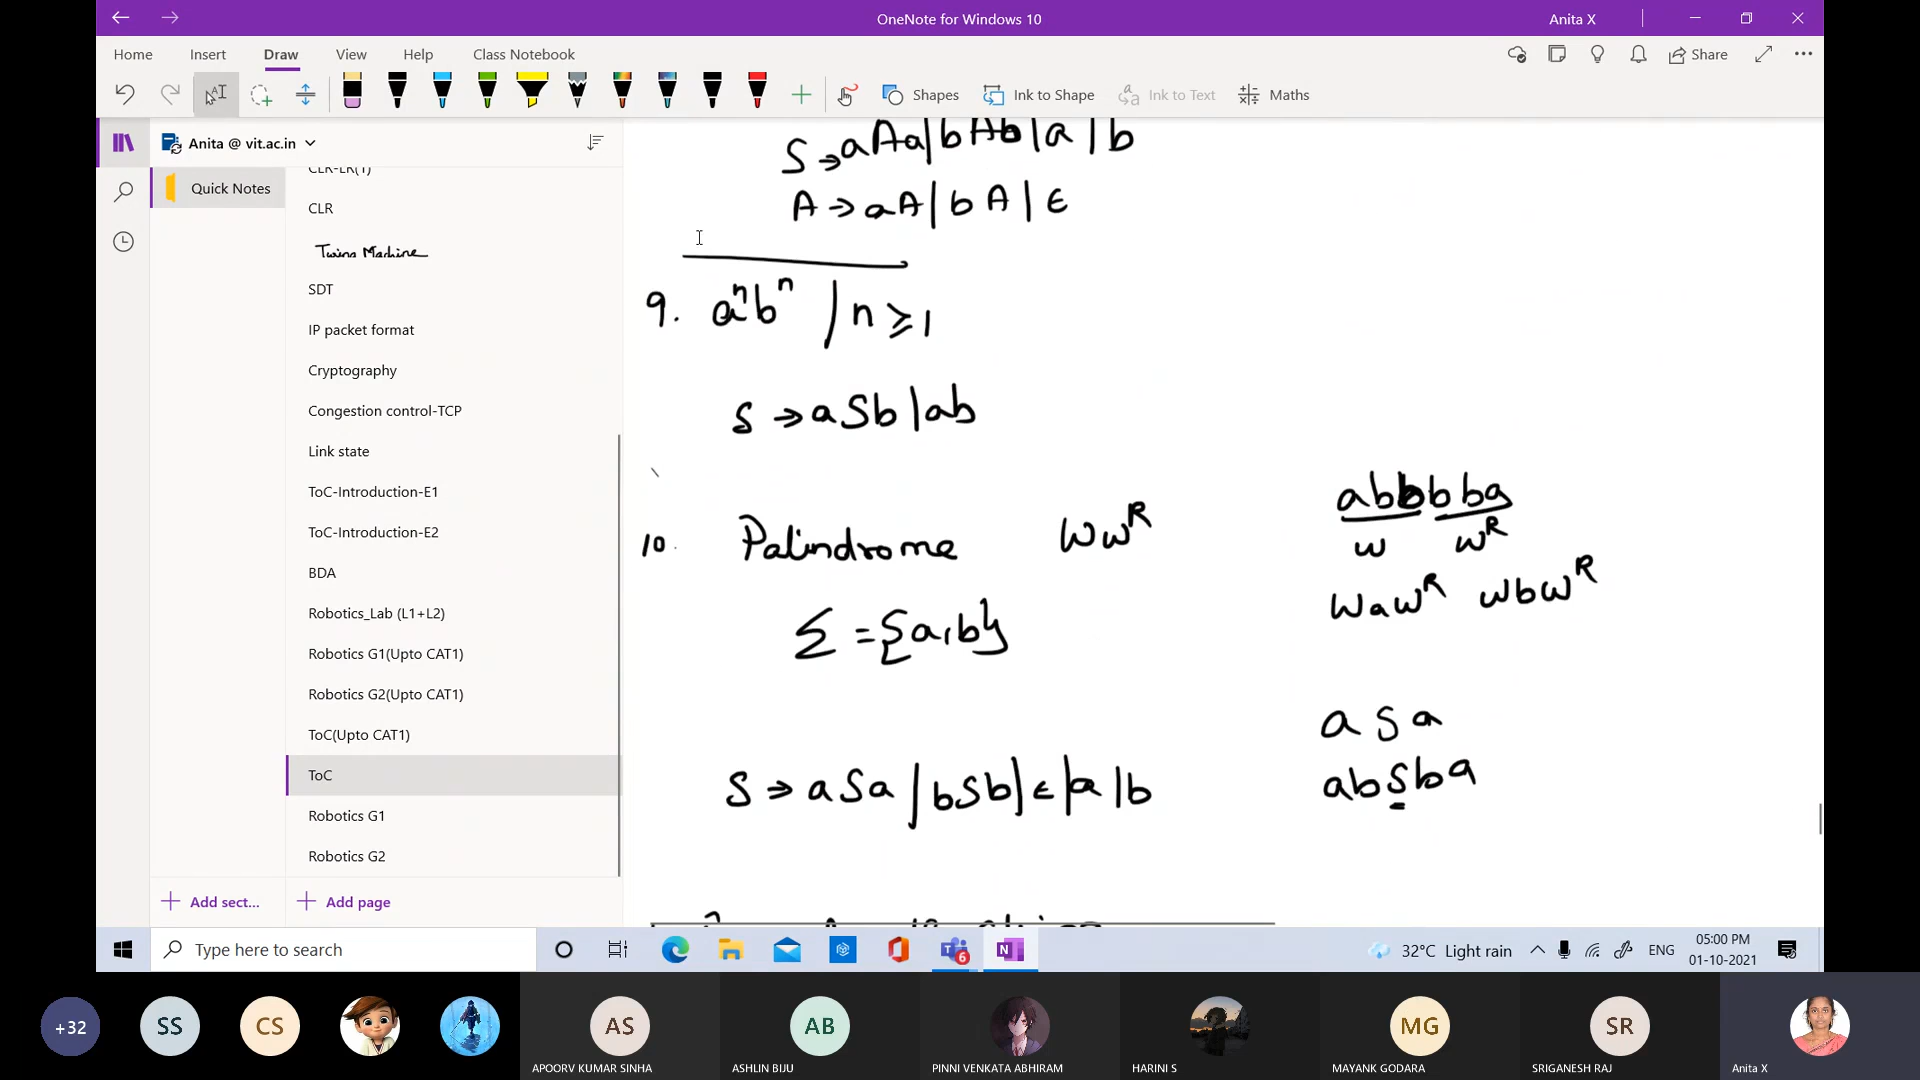 OneNote for Windows 10
Anita X
Home Insert Draw View Help Class Notebook
Share
Shapes Ink to Shape Ink to Text Maths
Anita @ vit.ac.in
Quick Notes
CLR-LR(1)
CLR
Machine
SDT
IP packet format
Cryptography
Congestion control-TCP
Link state
ToC-Introduction-E1
ToC-Introduction-E2
BDA
Robotics_Lab (L1+L2)
Robotics G1(Upto CAT1)
Robotics G2(Upto CAT1)
ToC(Upto CAT1)
ToC
Robotics G1
Robotics G2
Add sect...
Add page
S → aAa | bAb | a | b
A → aA | bA | ϵ
9. aⁿbⁿ / n ≥ 1
S → aSb | ab
10. Palindrome WWᴿ
Σ = {a,b}
S → aSa | bSb | ϵ | a | b
abbbba
w wᴿ
WaWᴿ WbWᴿ
a S a
abSba
Type here to search
6
32°C Light rain
ENG
05:00 PM
01-10-2021
+32
SS
CS
AS
AB
MG
SR
APOORV KUMAR SINHA
ASHLIN BIJU
PINNI VENKATA ABHIRAM
HARINI S
MAYANK GODARA
SRIGANESH RAJ
Anita X